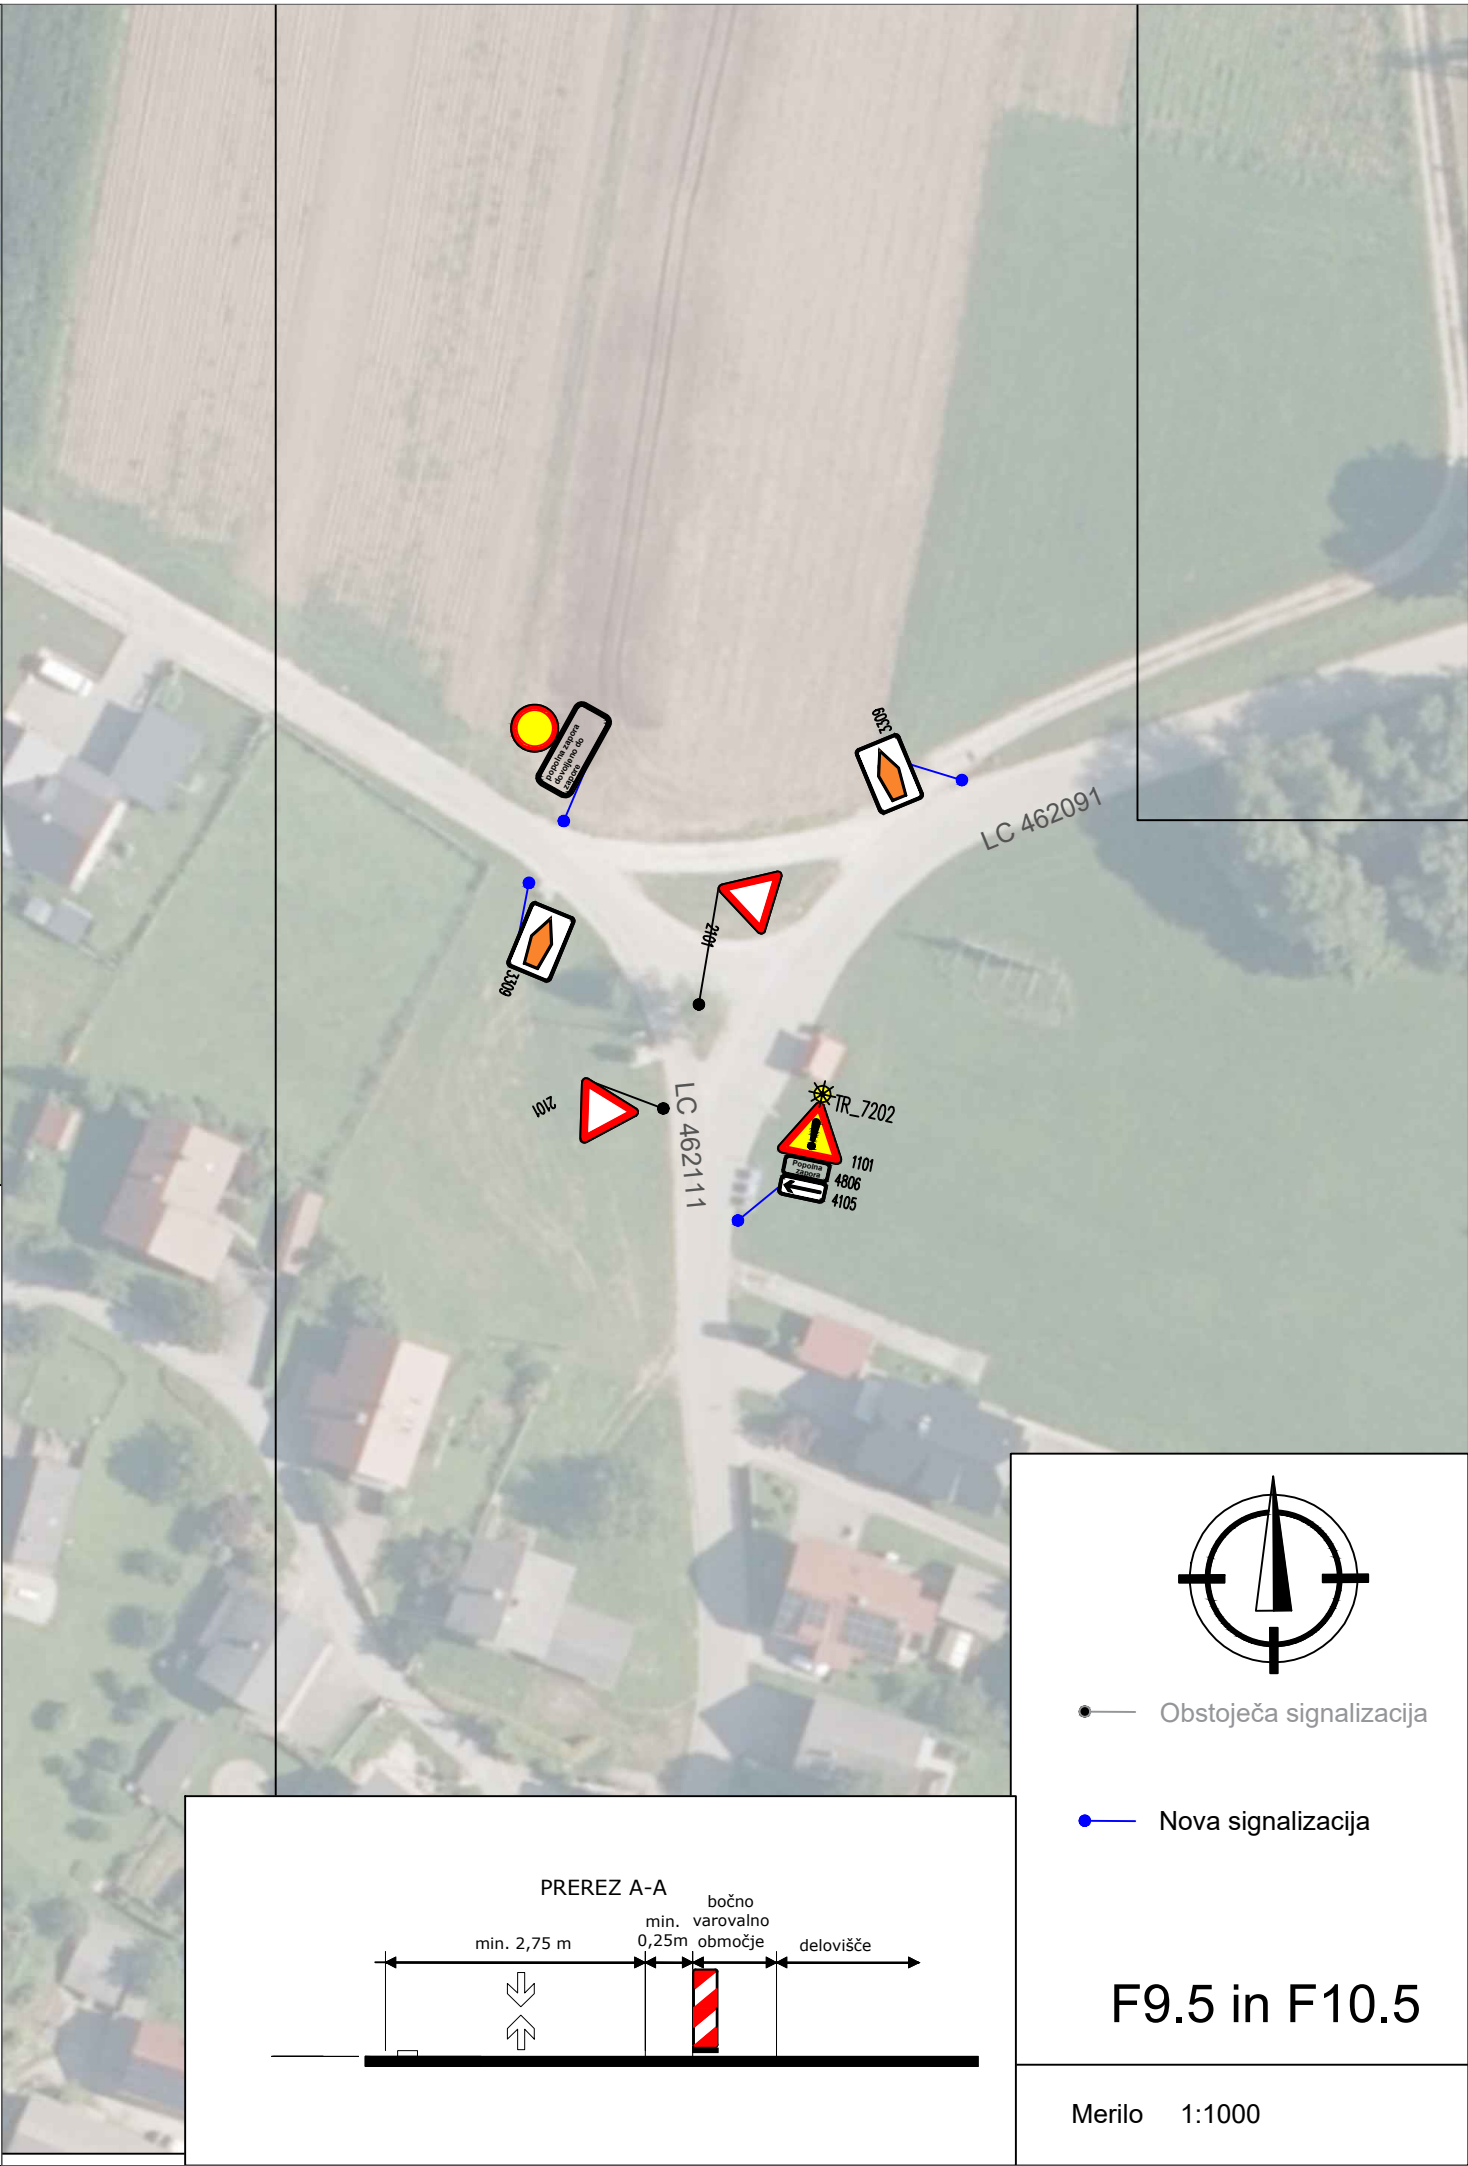 popolna zapora
dovoljeno do
zapore
3309
LC 462091
2101
3309
2101
LC 462111
TR_7202
1101
Popolna
zapora
4806
4105
Obstoječa signalizacija
Nova signalizacija
PREREZ A-A
min. 2,75 m
min.
0,25m
bočno
varovalno
območje
delovišče
F9.5 in F10.5
Merilo 1:1000